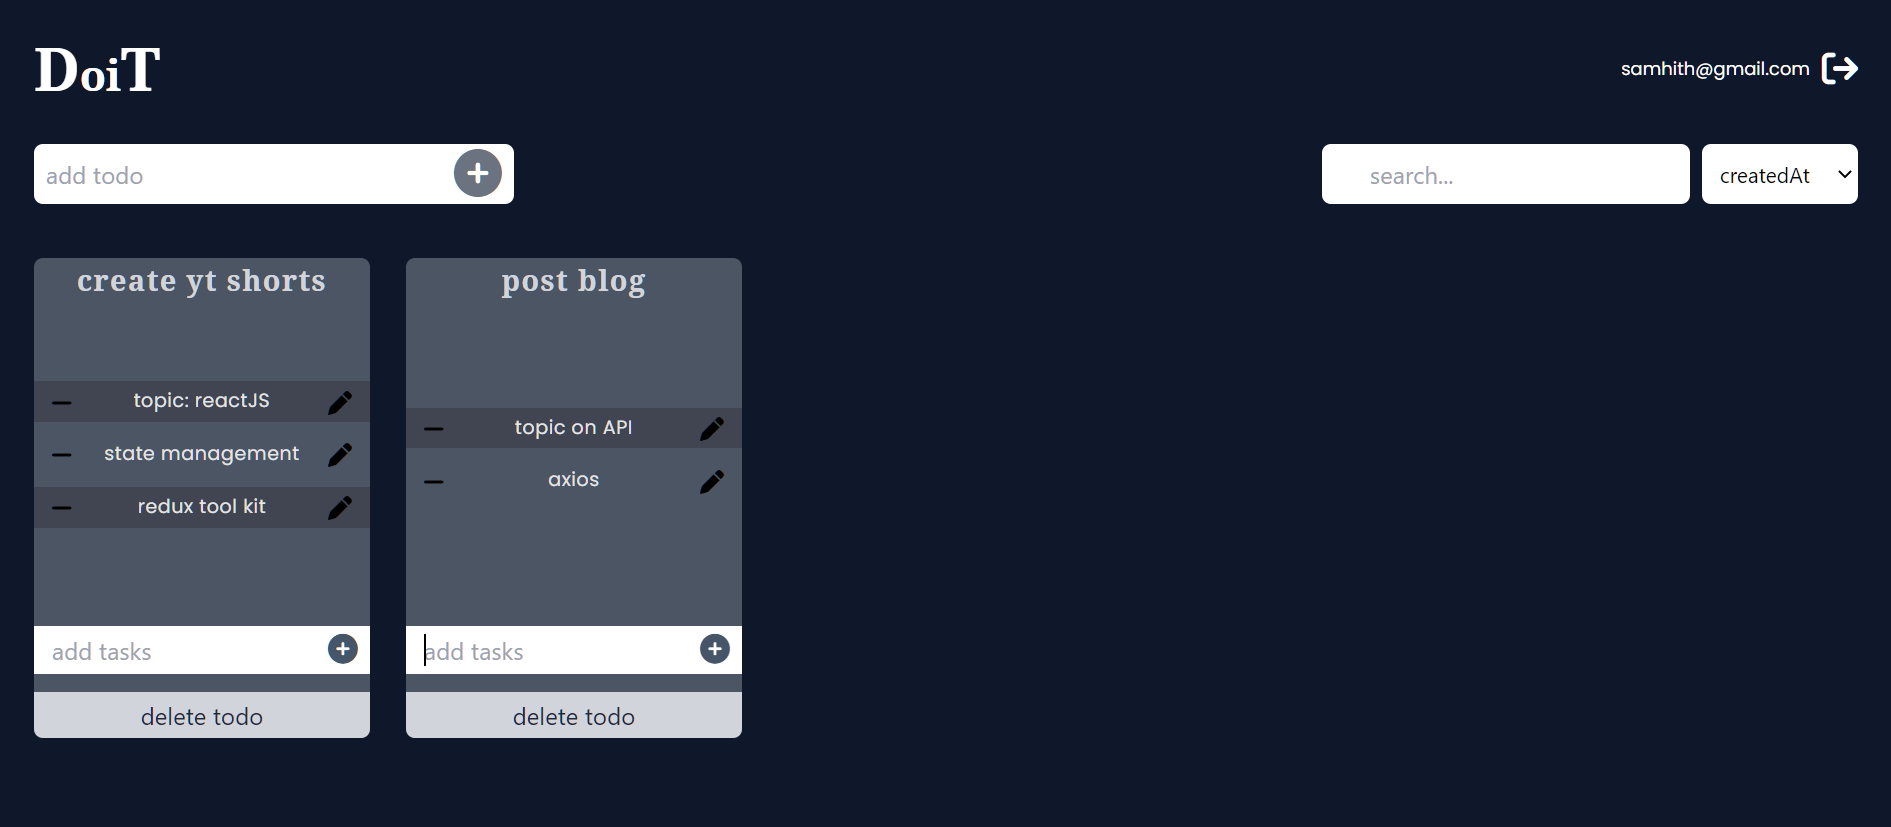 DoiT
samhith@gmail.com
add todo
search...
createdAt
create yt shorts
topic: reactJS
state management
redux tool kit
add tasks
delete todo
post blog
topic on API
axios
add tasks
delete todo